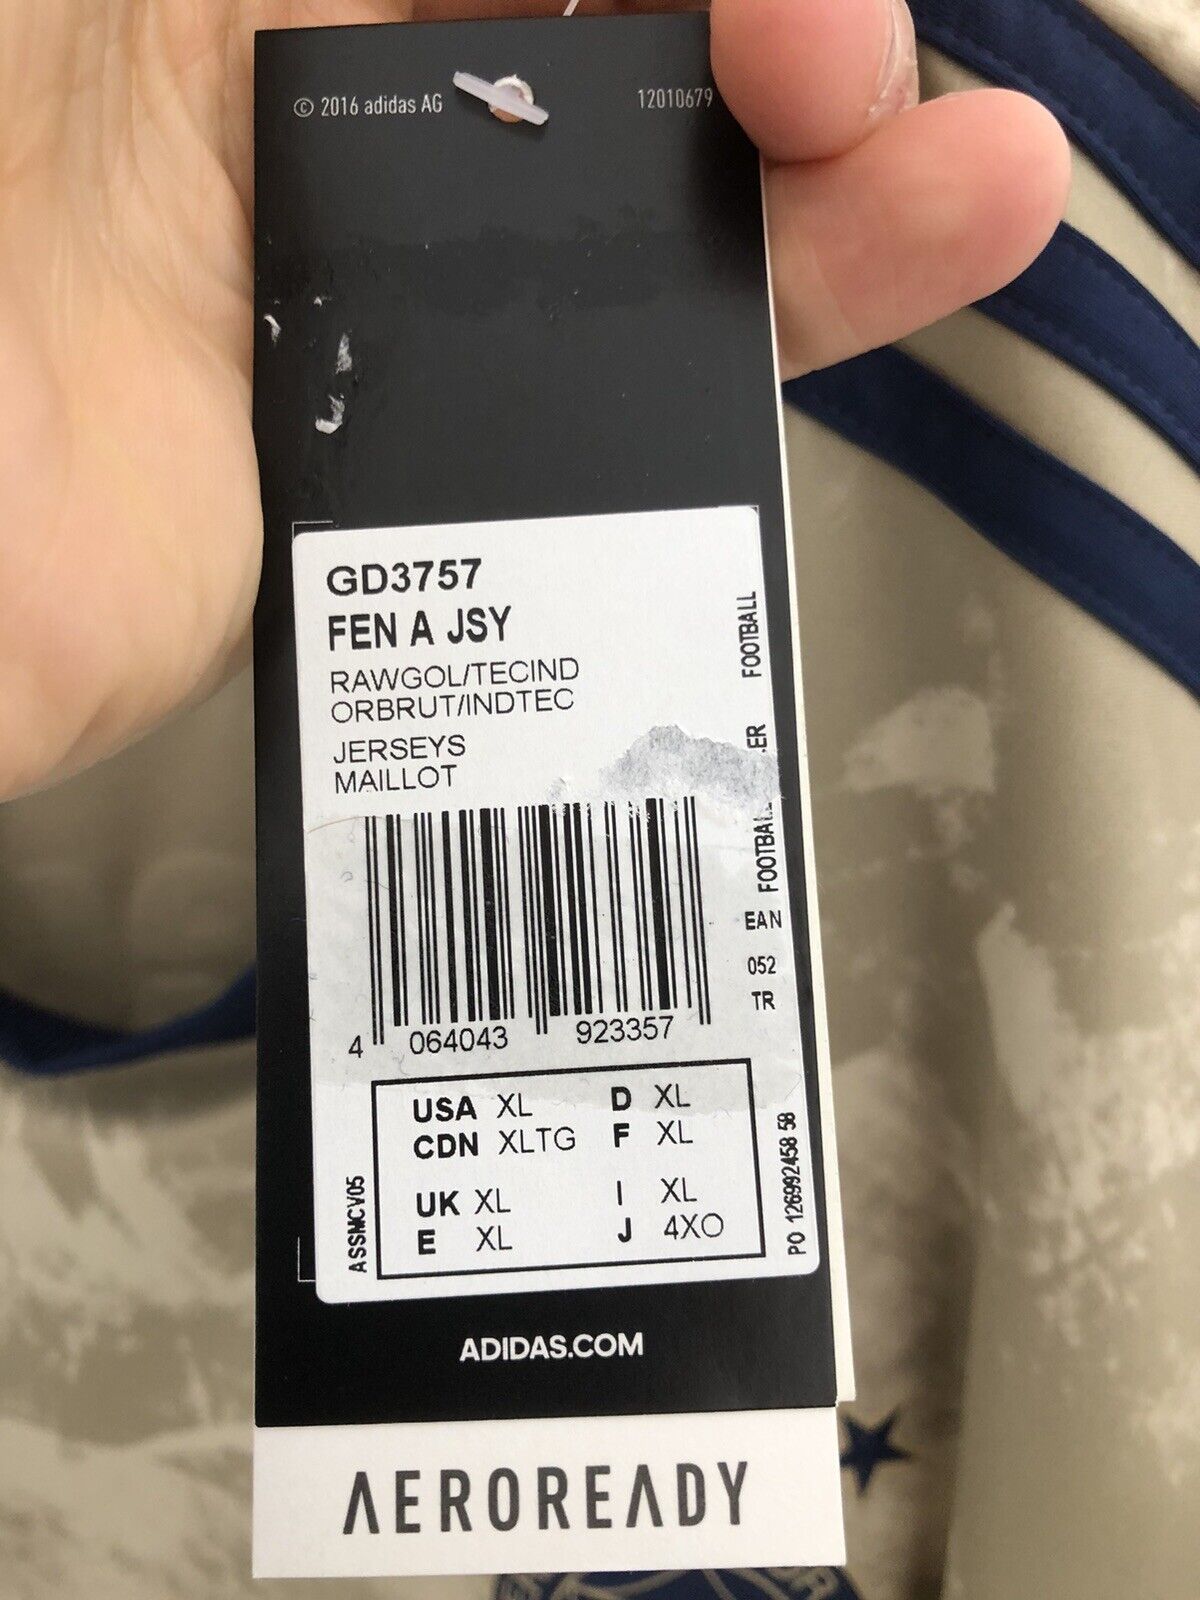 © 2016 adidas AG
12010679
GD3757
FEN A JSY
RAWGOL/TECIND
ORBRUT/INDTEC
JERSEYS
MAILLOT
FOOTBALL
EAN
052
TR
4 064043 923357
USA XL D XL
CDN XLTG F XL
UK XL I XL
E XL J 4XO
ASSMCV05
PO 126992458 58
ADIDAS.COM
AEROREADY